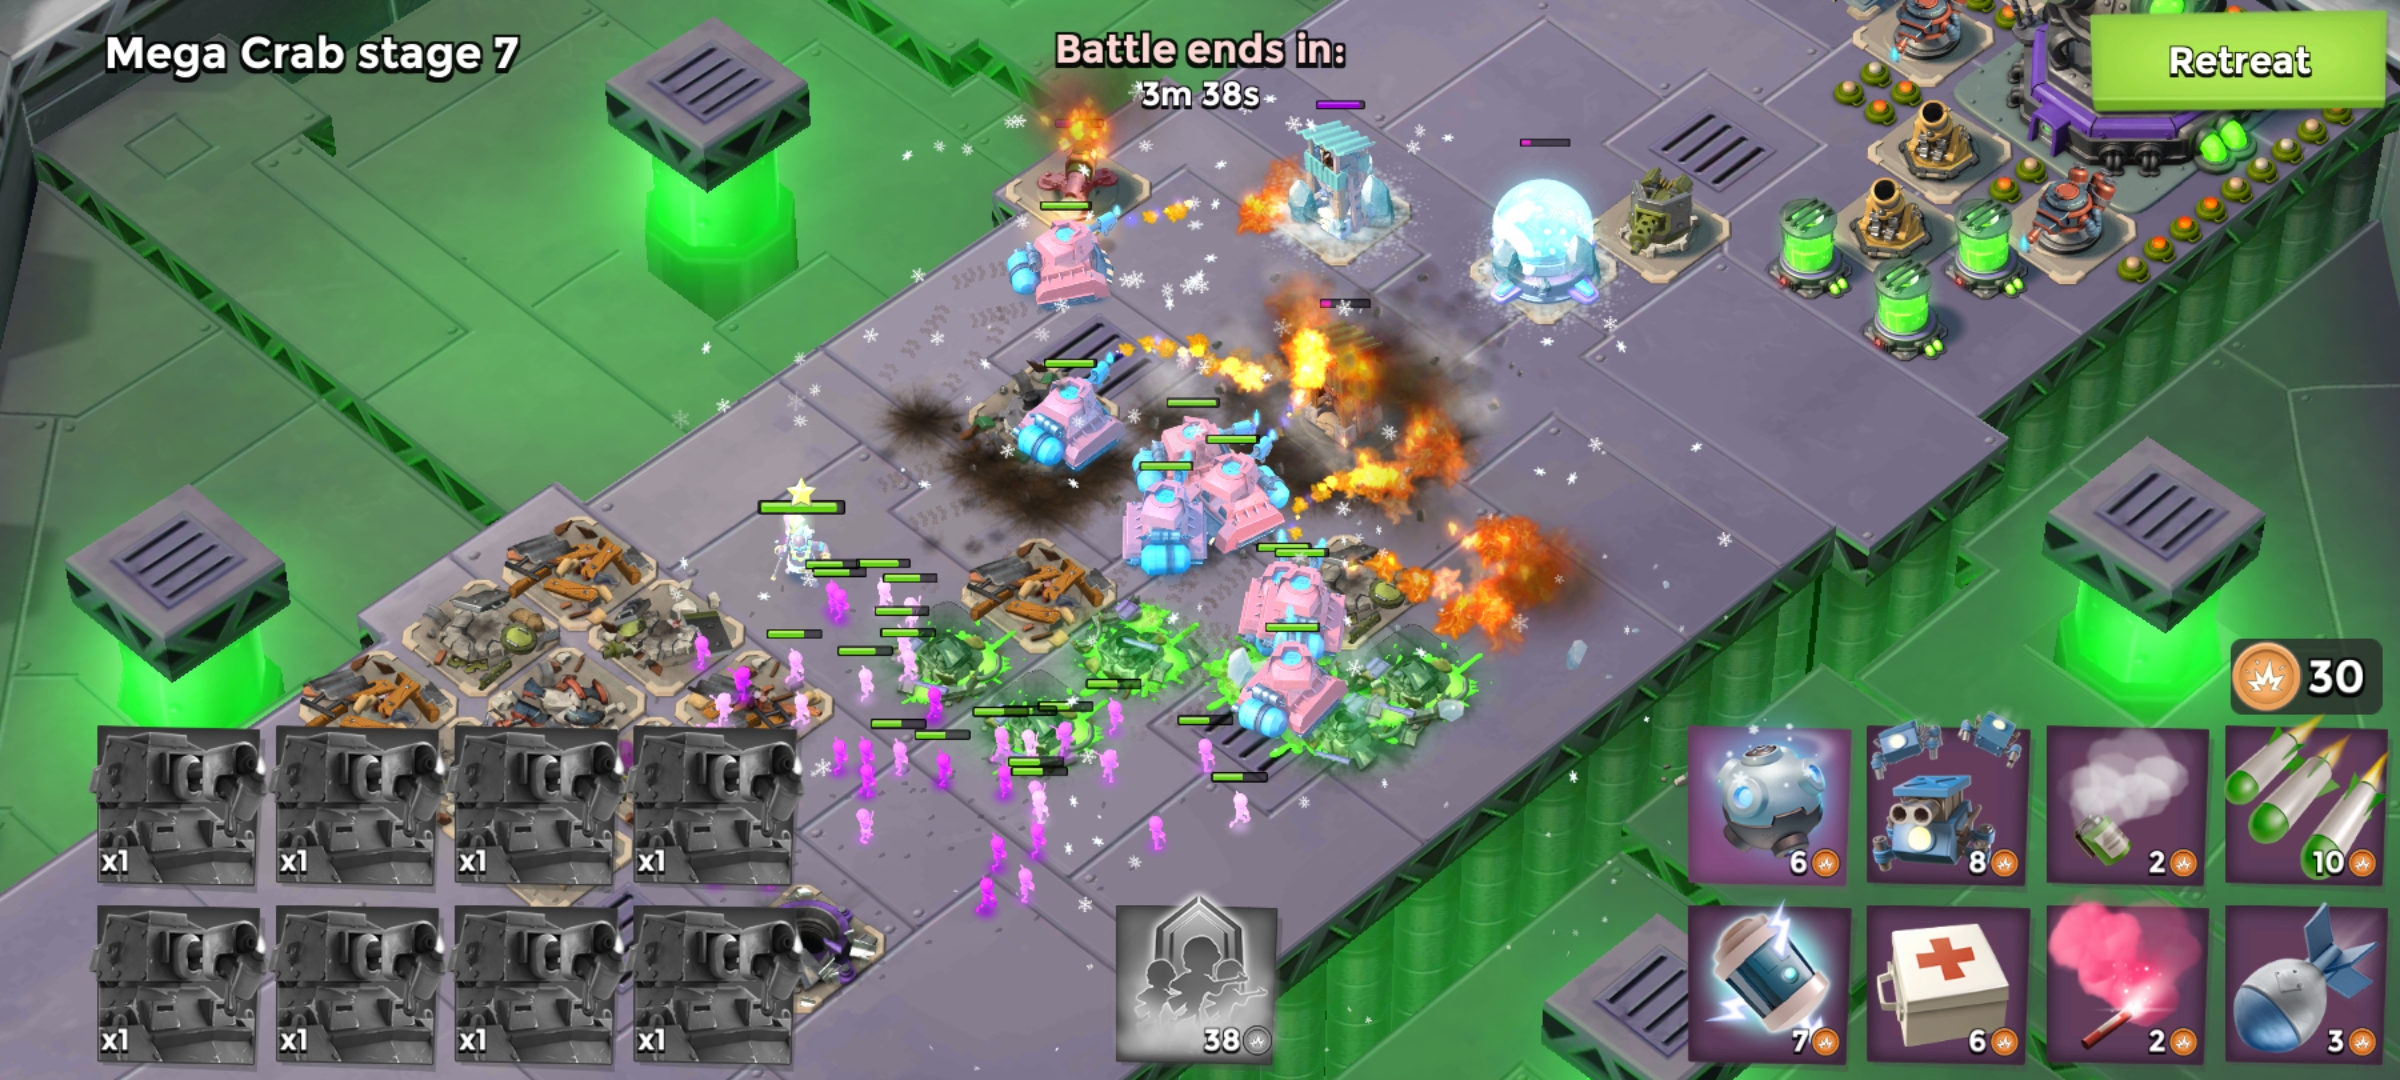 Mega Crab stage 7
Battle ends in:
3m 38s
Retreat
30
x1 x1 x1 x1
6 8 2 10
x1 x1 x1 x1
38
7 6 2 3